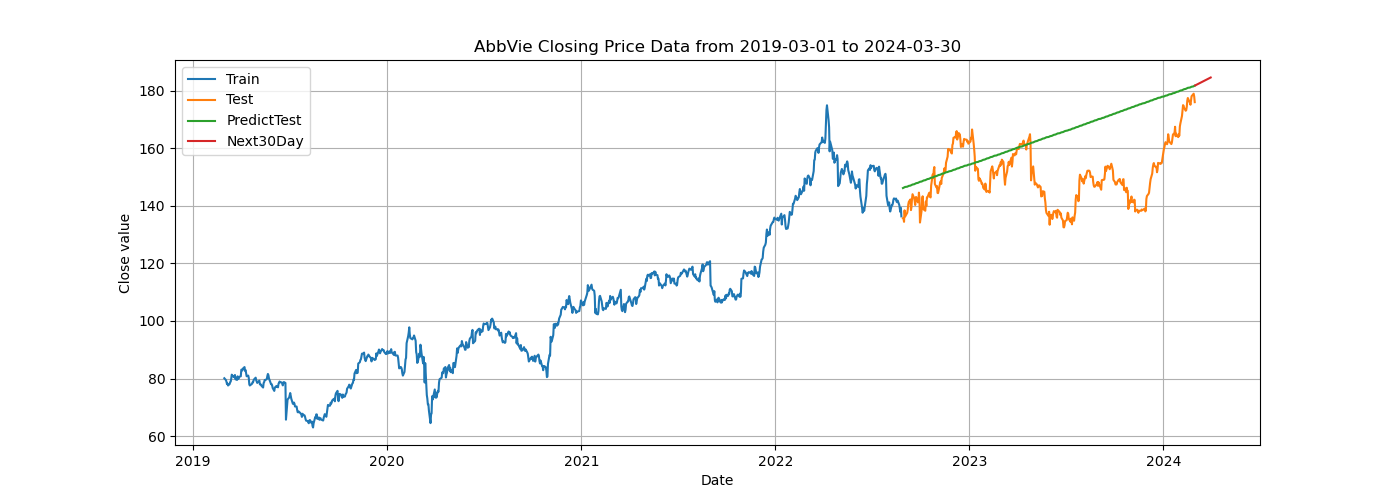 AbbVie Closing Price Data from 2019-03-01 to 2024-03-30
Train
Test
PredictTest
Next30Day
180
160
140
120
100
80
60
Close value
2019 2020 2021 2022 2023 2024
Date